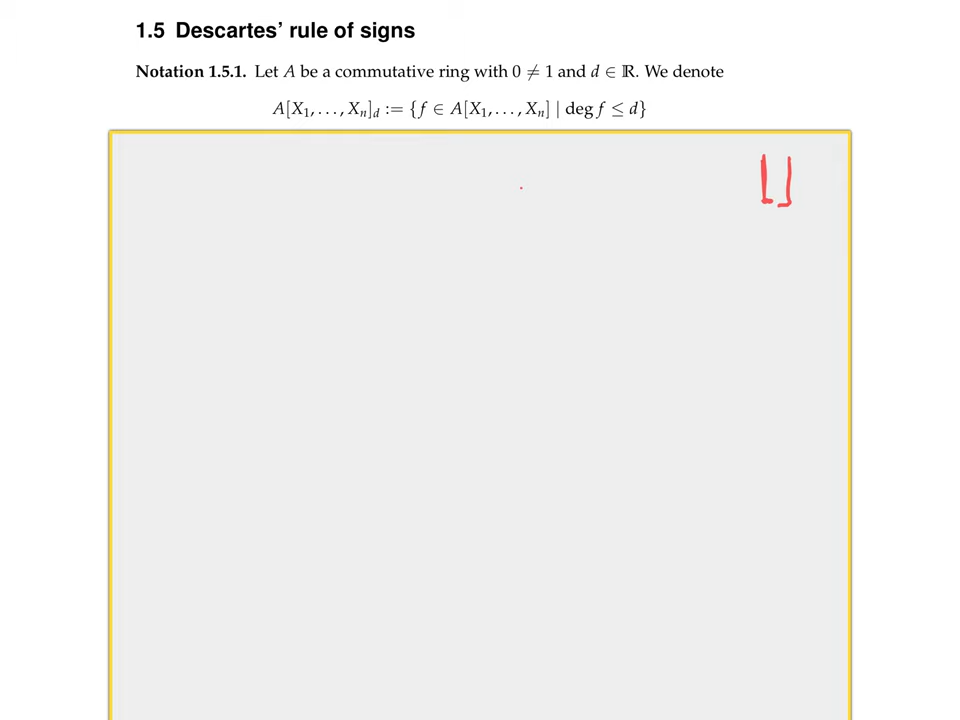 1.5 Descartes' rule of signs
Notation 1.5.1. Let A be a commutative ring with 0 ≠ 1 and d ∈ ℝ. We denote
A[X₁, . . . , Xₙ]_d := {f ∈ A[X₁, . . . , Xₙ] | deg f ≤ d}
⌊⌋